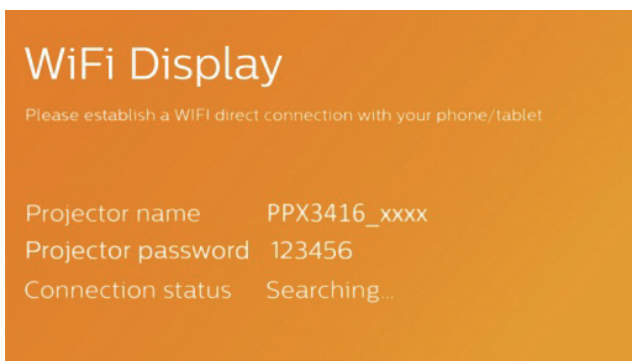 WiFi Display
Please establish a WIFI direct connection with your phone/tablet
Projector name PPX3416_xxxx
Projector password 123456
Connection status Searching...